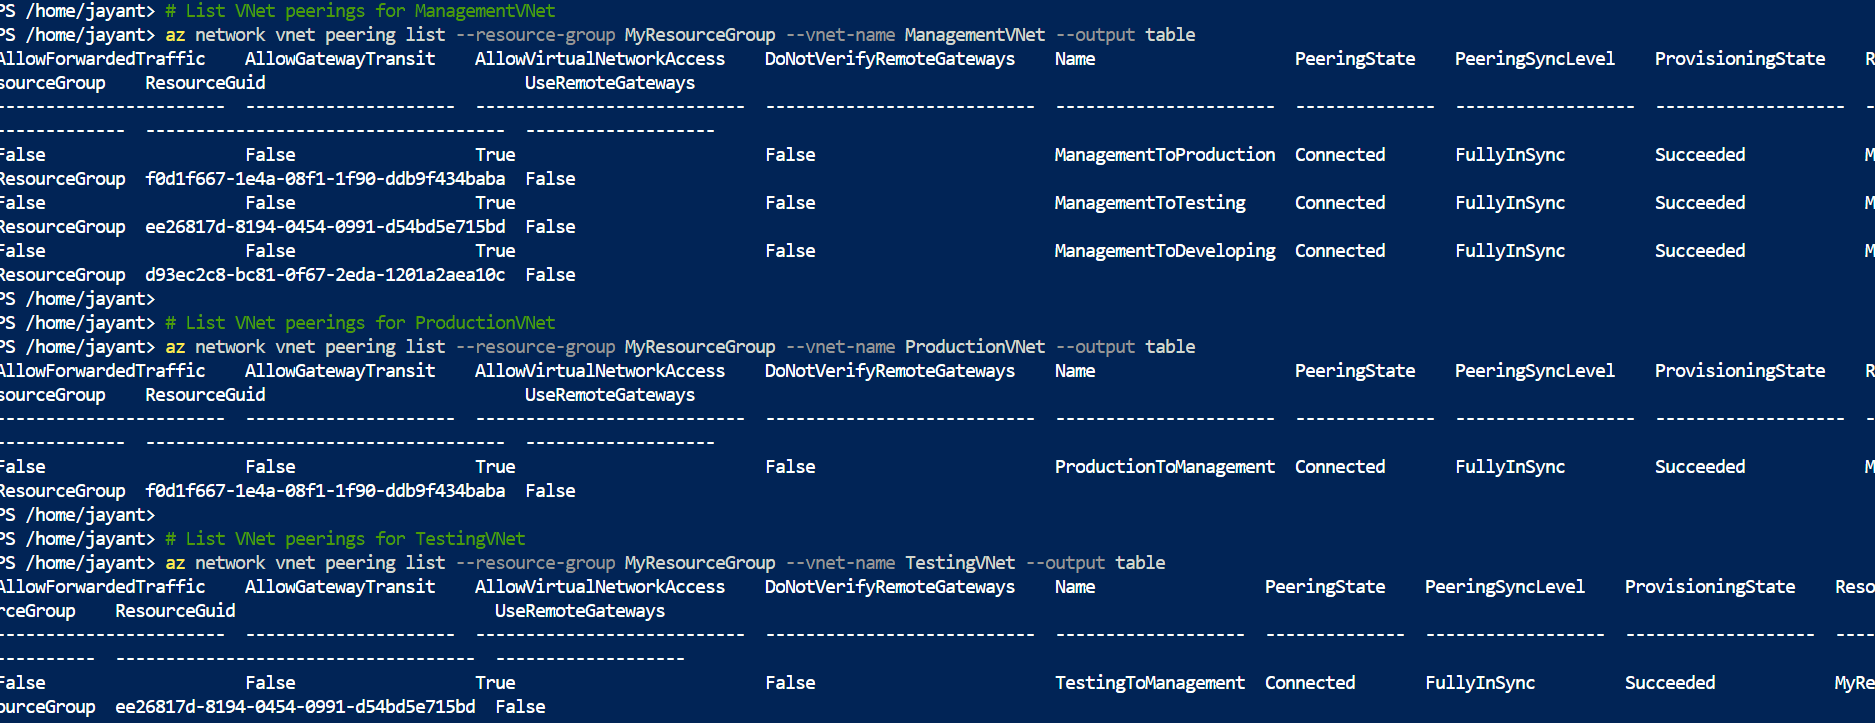 PS /home/jayant> # List VNet peerings for ManagementVNet
PS /home/jayant> az network vnet peering list --resource-group MyResourceGroup --vnet-name ManagementVNet --output table
AllowForwardedTraffic    AllowGatewayTransit    AllowVirtualNetworkAccess    DoNotVerifyRemoteGateways    Name                    PeeringState    PeeringSyncLevel    ProvisioningState    R
sourceGroup    ResourceGuid                          UseRemoteGateways
-----------------------  ---------------------  ---------------------------  ---------------------------  ----------------------  --------------  ------------------  -------------------  -
-------------  ------------------------------------  -------------------
False                    False                  True                         False                        ManagementToProduction  Connected       FullyInSync         Succeeded            M
ResourceGroup  f0d1f667-1e4a-08f1-1f90-ddb9f434baba  False
False                    False                  True                         False                        ManagementToTesting     Connected       FullyInSync         Succeeded            M
ResourceGroup  ee26817d-8194-0454-0991-d54bd5e715bd  False
False                    False                  True                         False                        ManagementToDeveloping  Connected       FullyInSync         Succeeded            M
ResourceGroup  d93ec2c8-bc81-0f67-2eda-1201a2aea10c  False
PS /home/jayant>
PS /home/jayant> # List VNet peerings for ProductionVNet
PS /home/jayant> az network vnet peering list --resource-group MyResourceGroup --vnet-name ProductionVNet --output table
AllowForwardedTraffic    AllowGatewayTransit    AllowVirtualNetworkAccess    DoNotVerifyRemoteGateways    Name                    PeeringState    PeeringSyncLevel    ProvisioningState    R
sourceGroup    ResourceGuid                          UseRemoteGateways
-----------------------  ---------------------  ---------------------------  ---------------------------  ----------------------  --------------  ------------------  -------------------  -
-------------  ------------------------------------  -------------------
False                    False                  True                         False                        ProductionToManagement  Connected       FullyInSync         Succeeded            M
ResourceGroup  f0d1f667-1e4a-08f1-1f90-ddb9f434baba  False
PS /home/jayant>
PS /home/jayant> # List VNet peerings for TestingVNet
PS /home/jayant> az network vnet peering list --resource-group MyResourceGroup --vnet-name TestingVNet --output table
AllowForwardedTraffic    AllowGatewayTransit    AllowVirtualNetworkAccess    DoNotVerifyRemoteGateways    Name                 PeeringState    PeeringSyncLevel    ProvisioningState    Reso
rceGroup    ResourceGuid                          UseRemoteGateways
-----------------------  ---------------------  ---------------------------  ---------------------------  -------------------  --------------  ------------------  -------------------  ----
----------  ------------------------------------  -------------------
False                    False                  True                         False                        TestingToManagement  Connected       FullyInSync         Succeeded            MyRe
ourceGroup  ee26817d-8194-0454-0991-d54bd5e715bd  False